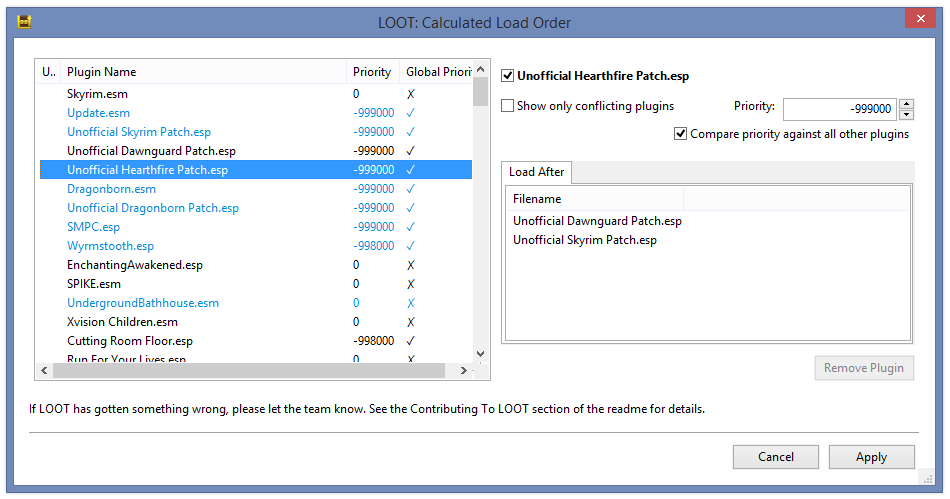 LOOT: Calculated Load Order
U.. Plugin Name Priority Global Priori
Skyrim.esm 0 X
Update.esm -999000 ✓
Unofficial Skyrim Patch.esp -999000 ✓
Unofficial Dawnguard Patch.esp -999000 ✓
Unofficial Hearthfire Patch.esp -999000 ✓
Dragonborn.esm -999000 ✓
Unofficial Dragonborn Patch.esp -999000 ✓
SMPC.esp -999000 ✓
Wyrmstooth.esp -998000 ✓
EnchantingAwakened.esp 0 X
SPIKE.esm 0 X
UndergroundBathhouse.esm 0 X
Xvision Children.esm 0 X
Cutting Room Floor.esp -998000 ✓
Run For Your Lives.esp 0 X
Unofficial Hearthfire Patch.esp
Show only conflicting plugins Priority: -999000
Compare priority against all other plugins
Load After
Filename
Unofficial Dawnguard Patch.esp
Unofficial Skyrim Patch.esp
Remove Plugin
If LOOT has gotten something wrong, please let the team know. See the Contributing To LOOT section of the readme for details.
Cancel Apply